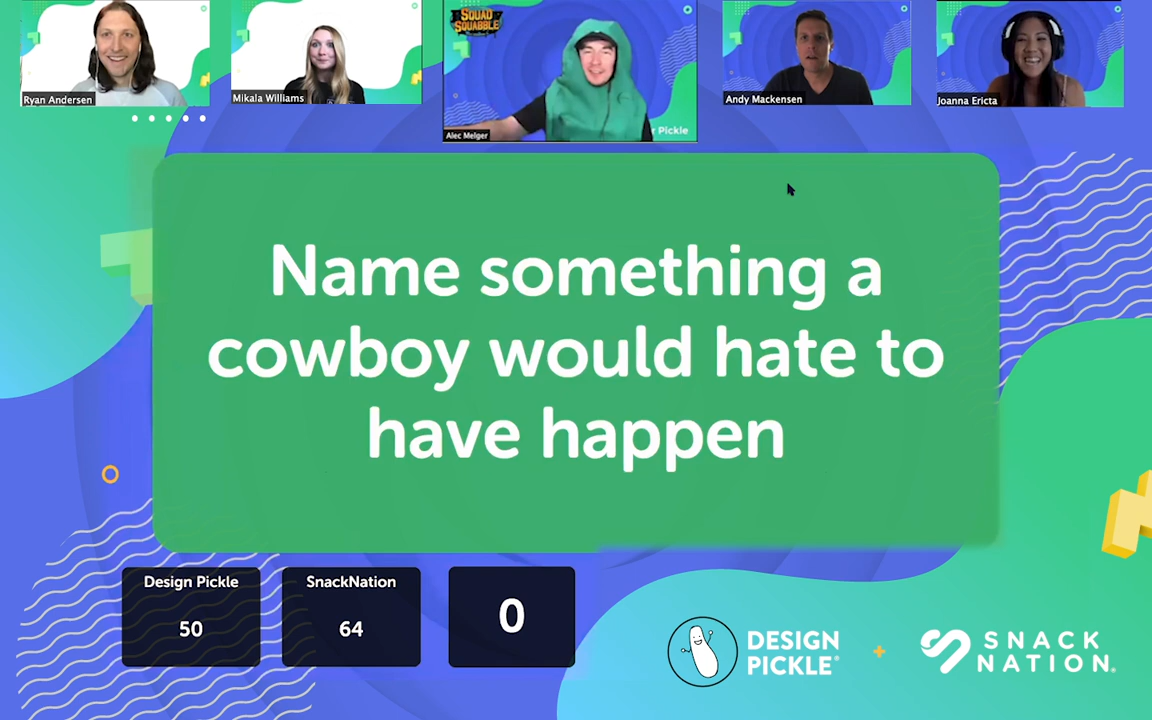 SQUAD
SQUABBLE
Ryan Andersen
Mikala Williams
Alec Melger
r Pickle
Andy Mackensen
Joanna Ericta
Name something a
cowboy would hate to
have happen
Design Pickle
50
SnackNation
64
0
DESIGN
PICKLE®
SNACK
NATION®